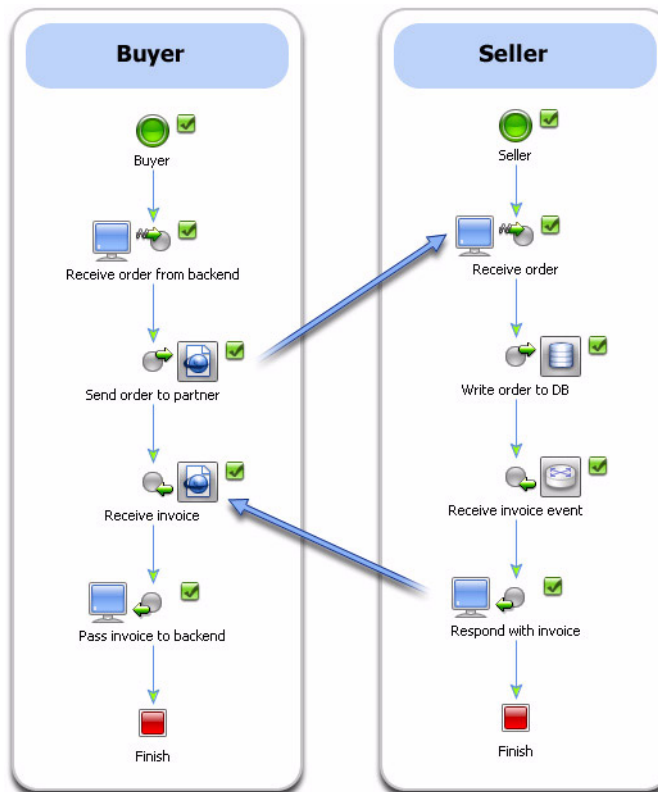 Buyer
Buyer
Receive order from backend
Send order to partner
Receive invoice
Pass invoice to backend
Finish
Seller
Seller
Receive order
Write order to DB
Receive invoice event
Respond with invoice
Finish